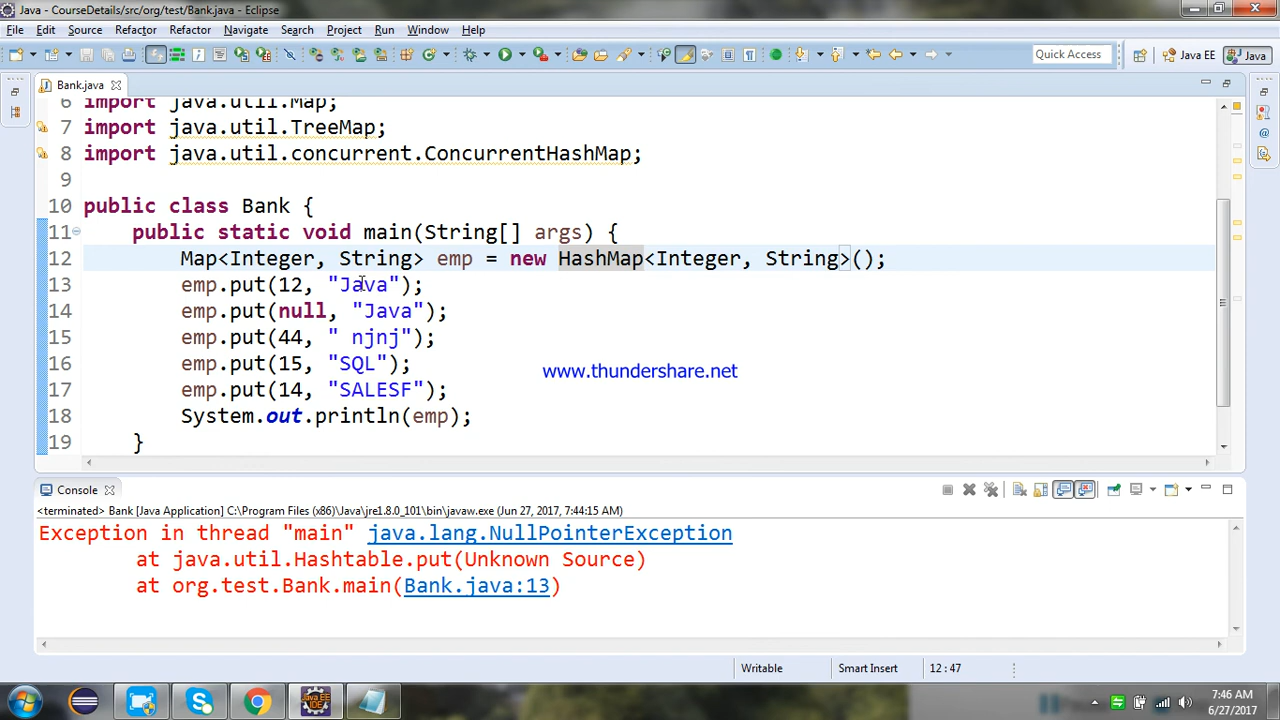 Java - CourseDetails/src/org/test/Bank.java - Eclipse
File Edit Source Refactor Refactor Navigate Search Project Run Window Help
Quick Access Java EE Java
Bank.java
6 import java.util.Map;
7 import java.util.TreeMap;
8 import java.util.concurrent.ConcurrentHashMap;
9
10 public class Bank {
11 public static void main(String[] args) {
12 Map<Integer, String> emp = new HashMap<Integer, String>();
13 emp.put(12, "Java");
14 emp.put(null, "Java");
15 emp.put(44, " njnj");
16 emp.put(15, "SQL");
www.thundershare.net
17 emp.put(14, "SALESF");
18 System.out.println(emp);
19 }
Console
<terminated> Bank [Java Application] C:\Program Files (x86)\Java\jre1.8.0_101\bin\javaw.exe (Jun 27, 2017, 7:44:15 AM)
Exception in thread "main" java.lang.NullPointerException
at java.util.Hashtable.put(Unknown Source)
at org.test.Bank.main(Bank.java:13)
Writable Smart Insert 12 : 47
Java EE IDE
7:46 AM
6/27/2017